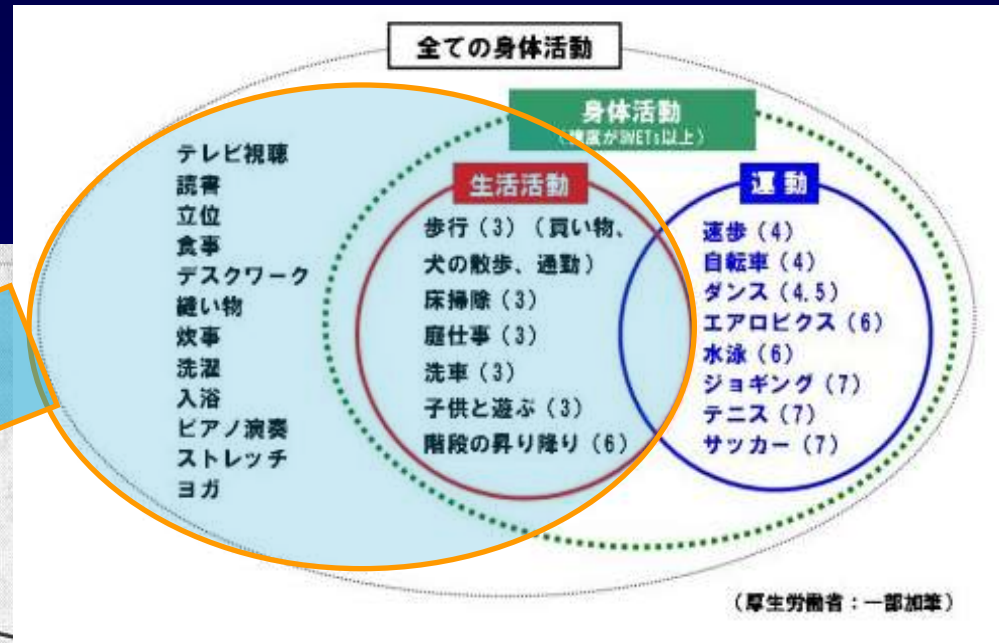 全ての身体活動
身体活動
(強度が3METs以上)
テレビ視聴
読書
立位
食事
デスクワーク
縫い物
炊事
洗濯
入浴
ピアノ演奏
ストレッチ
ヨガ
生活活動
歩行(3)(買い物、
犬の散歩、通勤)
床掃除(3)
庭仕事(3)
洗車(3)
子供と遊ぶ(3)
階段の昇り降り(6)
運動
速歩(4)
自転車(4)
ダンス(4.5)
エアロビクス(6)
水泳(6)
ジョギング(7)
テニス(7)
サッカー(7)
(厚生労働省:一部加筆)